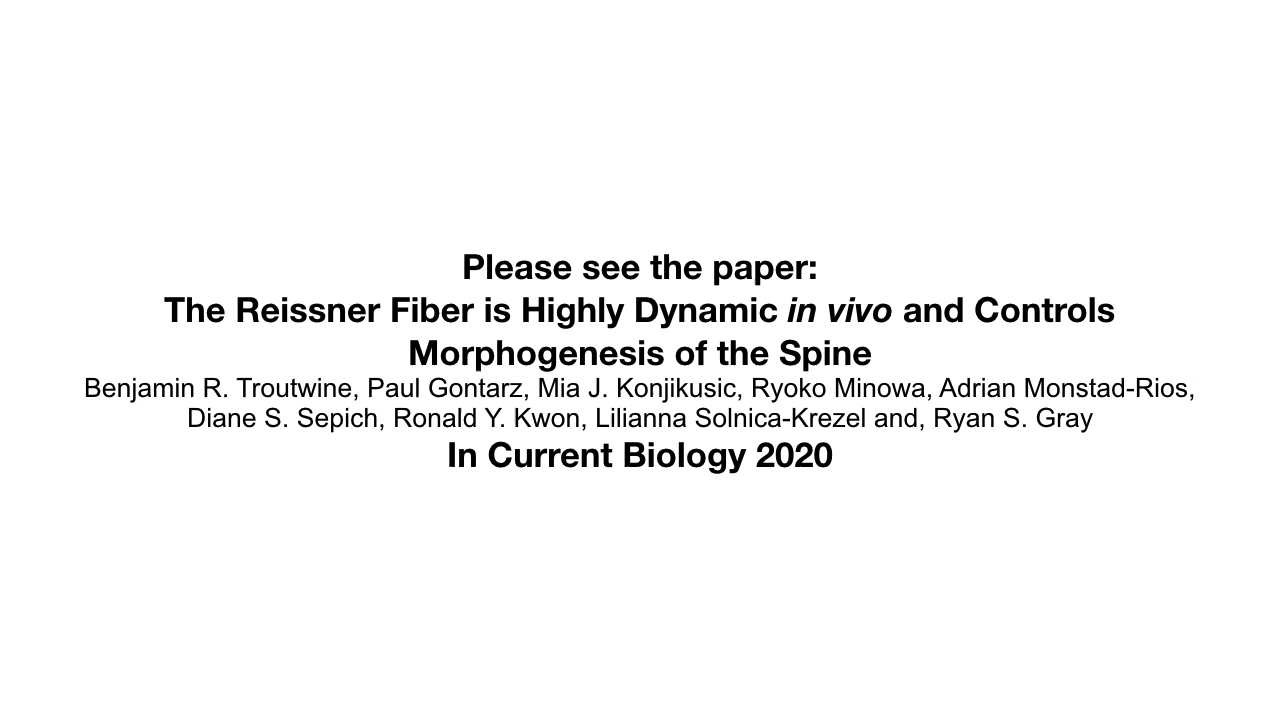 Please see the paper:
The Reissner Fiber is Highly Dynamic in vivo and Controls
Morphogenesis of the Spine
Benjamin R. Troutwine, Paul Gontarz, Mia J. Konjikusic, Ryoko Minowa, Adrian Monstad-Rios,
Diane S. Sepich, Ronald Y. Kwon, Lilianna Solnica-Krezel and, Ryan S. Gray
In Current Biology 2020